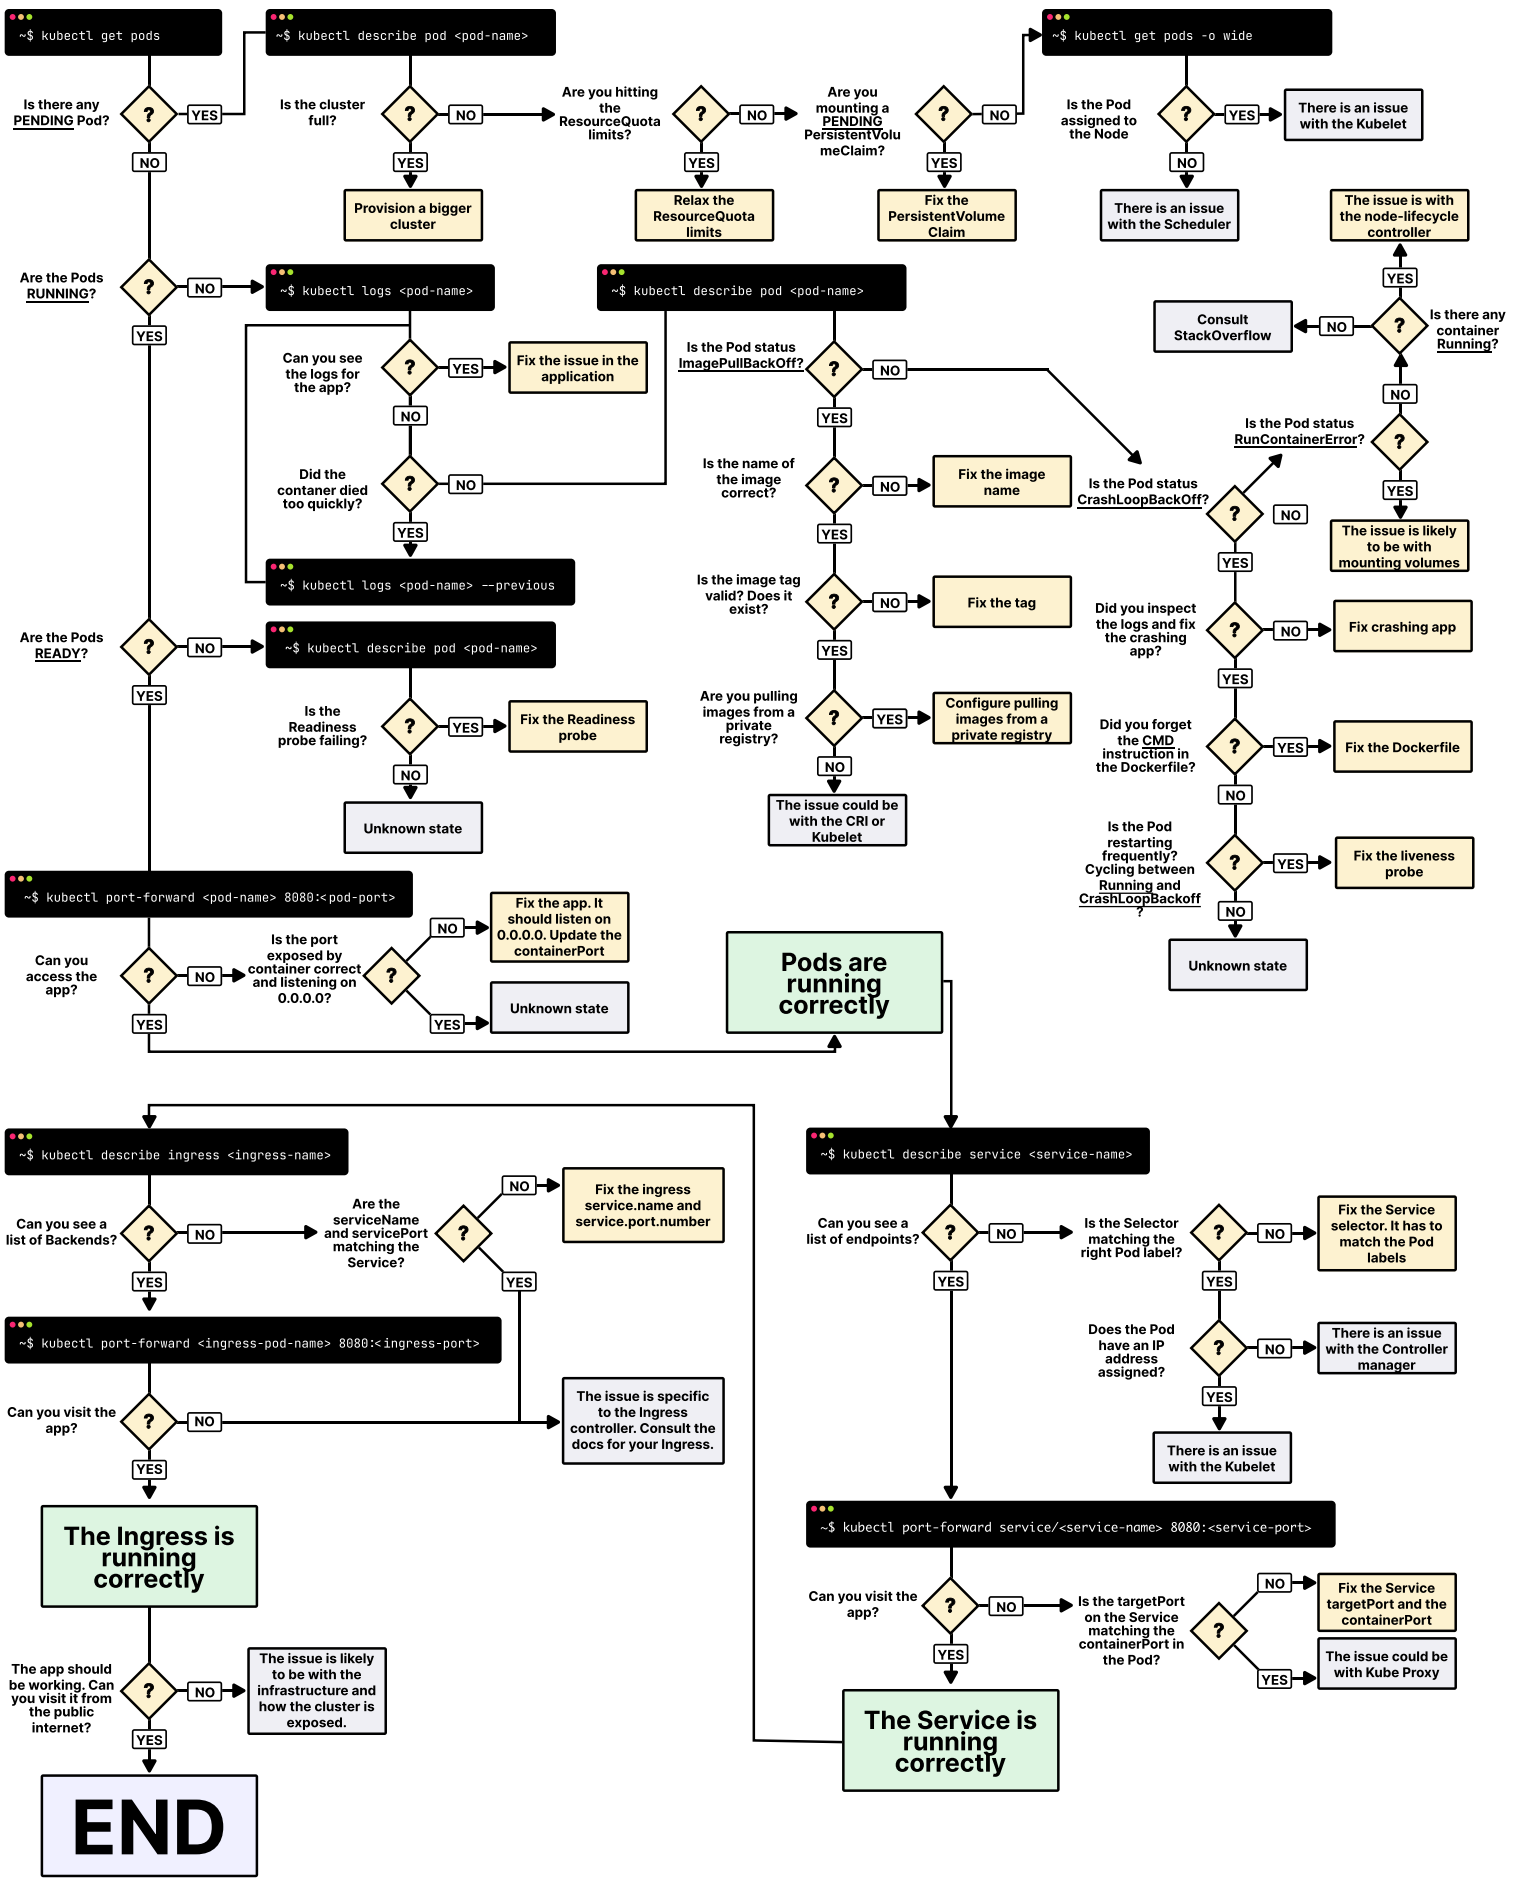 ~$ kubectl get pods
Is there any
PENDING Pod?
?
YES
NO
~$ kubectl describe pod <pod-name>
Is the cluster
full?
?
NO
YES
Provision a bigger
cluster
Are you hitting
the
ResourceQuota
limits?
?
NO
YES
Relax the
ResourceQuota
limits
Are you
mounting a
PENDING
PersistentVolu
meClaim?
?
NO
YES
Fix the
PersistentVolume
Claim
~$ kubectl get pods -o wide
Is the Pod
assigned to
the Node
?
YES
There is an issue
with the Kubelet
NO
There is an issue
with the Scheduler
Are the Pods
RUNNING?
?
NO
YES
~$ kubectl logs <pod-name>
Can you see
the logs for
the app?
?
YES
Fix the issue in the
application
NO
Did the
contaner died
too quickly?
?
NO
YES
~$ kubectl logs <pod-name> --previous
~$ kubectl describe pod <pod-name>
Is the Pod status
ImagePullBackOff?
?
NO
YES
Is the name of
the image
correct?
?
NO
Fix the image
name
YES
Is the image tag
valid? Does it
exist?
?
NO
Fix the tag
YES
Are you pulling
images from a
private
registry?
?
YES
Configure pulling
images from a
private registry
NO
The issue could be
with the CRI or
Kubelet
The issue is with
the node-lifecycle
controller
YES
Is there any
container
Running?
?
NO
Consult
StackOverflow
NO
Is the Pod status
RunContainerError?
?
YES
The issue is likely
to be with
mounting volumes
Is the Pod status
CrashLoopBackOff?
?
NO
YES
Did you inspect
the logs and fix
the crashing
app?
?
NO
Fix crashing app
YES
Did you forget
the CMD
instruction in
the Dockerfile?
?
YES
Fix the Dockerfile
NO
Is the Pod
restarting
frequently?
Cycling between
Running and
CrashLoopBackoff
?
?
YES
Fix the liveness
probe
NO
Unknown state
Are the Pods
READY?
?
NO
YES
~$ kubectl describe pod <pod-name>
Is the
Readiness
probe failing?
?
YES
Fix the Readiness
probe
NO
Unknown state
~$ kubectl port-forward <pod-name> 8080:<pod-port>
Can you
access the
app?
?
NO
YES
Is the port
exposed by
container correct
and listening on
0.0.0.0?
?
NO
Fix the app. It
should listen on
0.0.0.0. Update the
containerPort
YES
Unknown state
Pods are
running
correctly
~$ kubectl describe service <service-name>
Can you see a
list of endpoints?
?
NO
YES
Is the Selector
matching the
right Pod label?
?
NO
Fix the Service
selector. It has to
match the Pod
labels
YES
Does the Pod
have an IP
address
assigned?
?
NO
There is an issue
with the Controller
manager
YES
There is an issue
with the Kubelet
~$ kubectl port-forward service/<service-name> 8080:<service-port>
Can you visit the
app?
?
NO
YES
Is the targetPort
on the Service
matching the
containerPort in
the Pod?
?
NO
Fix the Service
targetPort and the
containerPort
YES
The issue could be
with Kube Proxy
The Service is
running
correctly
~$ kubectl describe ingress <ingress-name>
Can you see a
list of Backends?
?
NO
YES
Are the
serviceName
and servicePort
matching the
Service?
?
NO
Fix the ingress
service.name and
service.port.number
YES
~$ kubectl port-forward <ingress-pod-name> 8080:<ingress-port>
Can you visit the
app?
?
NO
The issue is specific
to the Ingress
controller. Consult the
docs for your Ingress.
YES
The Ingress is
running
correctly
The app should
be working. Can
you visit it from
the public
internet?
?
NO
The issue is likely
to be with the
infrastructure and
how the cluster is
exposed.
YES
END